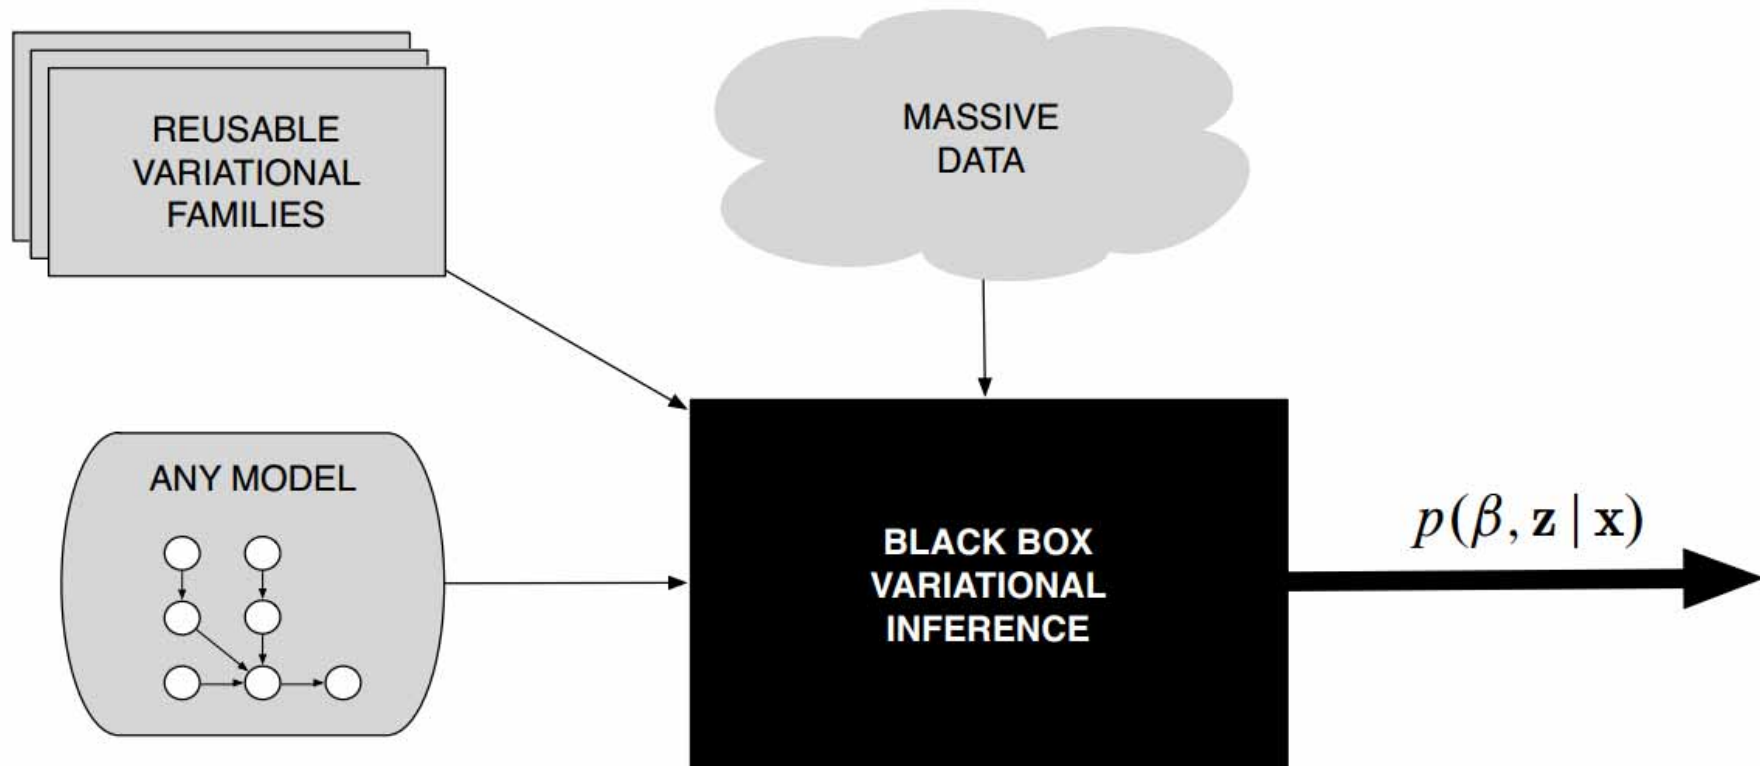 REUSABLE
VARIATIONAL
FAMILIES
MASSIVE
DATA
ANY MODEL
BLACK BOX
VARIATIONAL
INFERENCE
p(β, z | x)